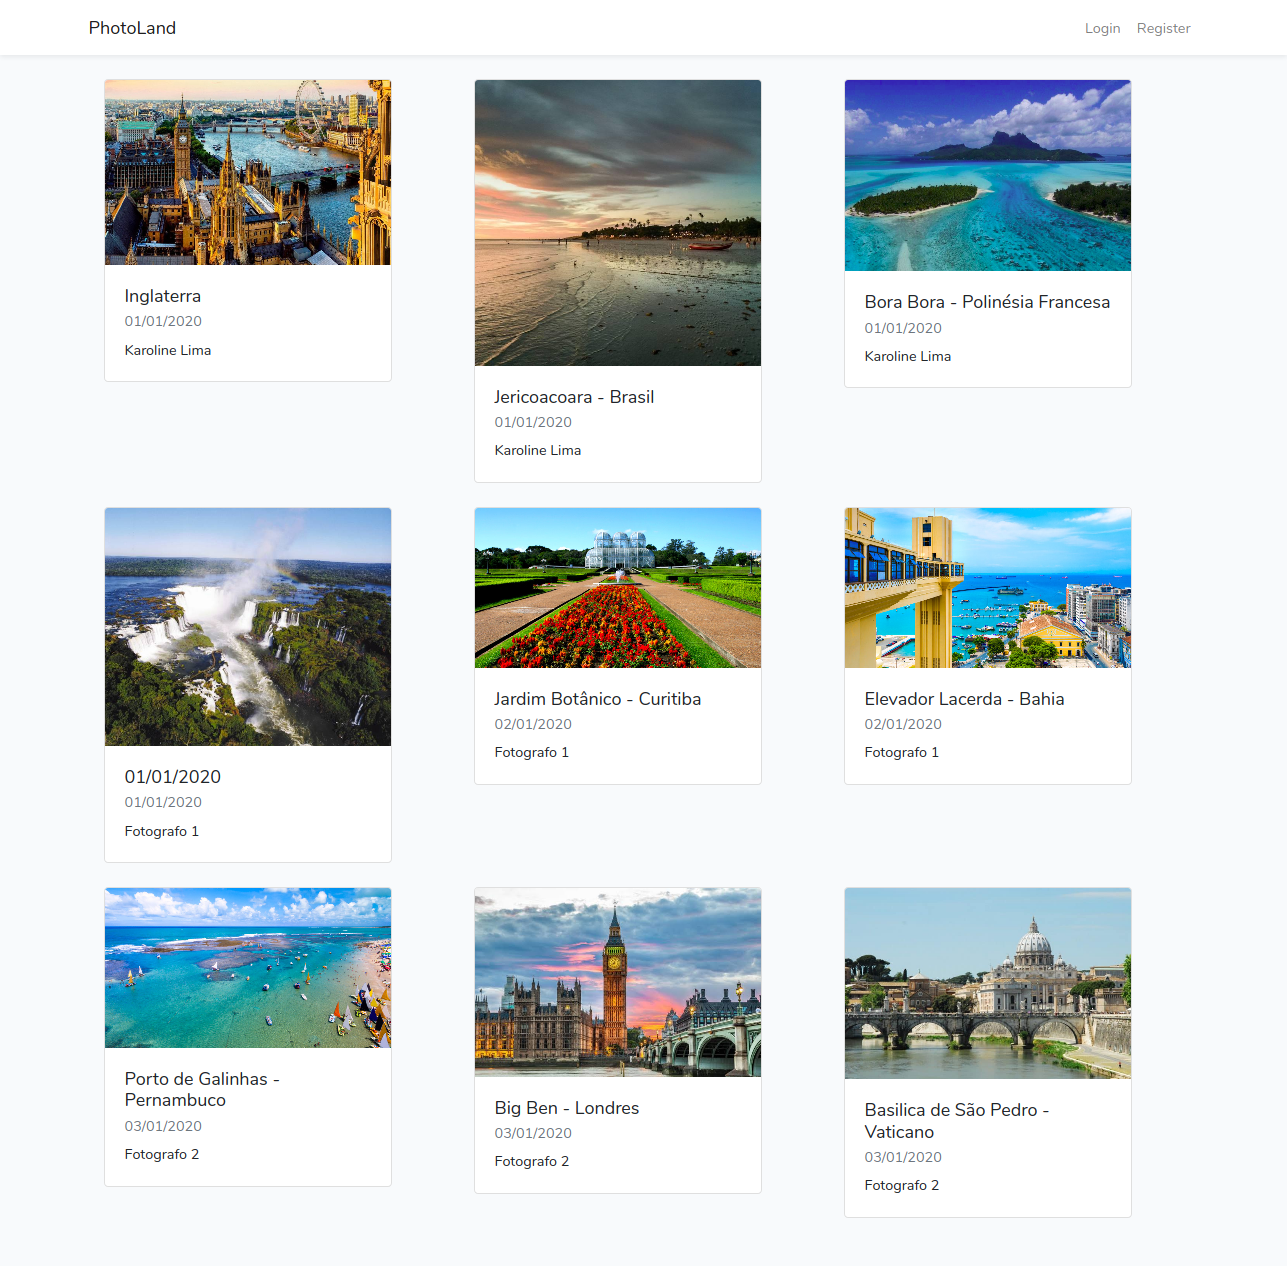 PhotoLand
Login Register
Inglaterra
01/01/2020
Karoline Lima
Jericoacoara - Brasil
01/01/2020
Karoline Lima
Bora Bora - Polinésia Francesa
01/01/2020
Karoline Lima
01/01/2020
01/01/2020
Fotografo 1
Jardim Botânico - Curitiba
02/01/2020
Fotografo 1
Elevador Lacerda - Bahia
02/01/2020
Fotografo 1
Porto de Galinhas -
Pernambuco
03/01/2020
Fotografo 2
Big Ben - Londres
03/01/2020
Fotografo 2
Basilica de São Pedro -
Vaticano
03/01/2020
Fotografo 2